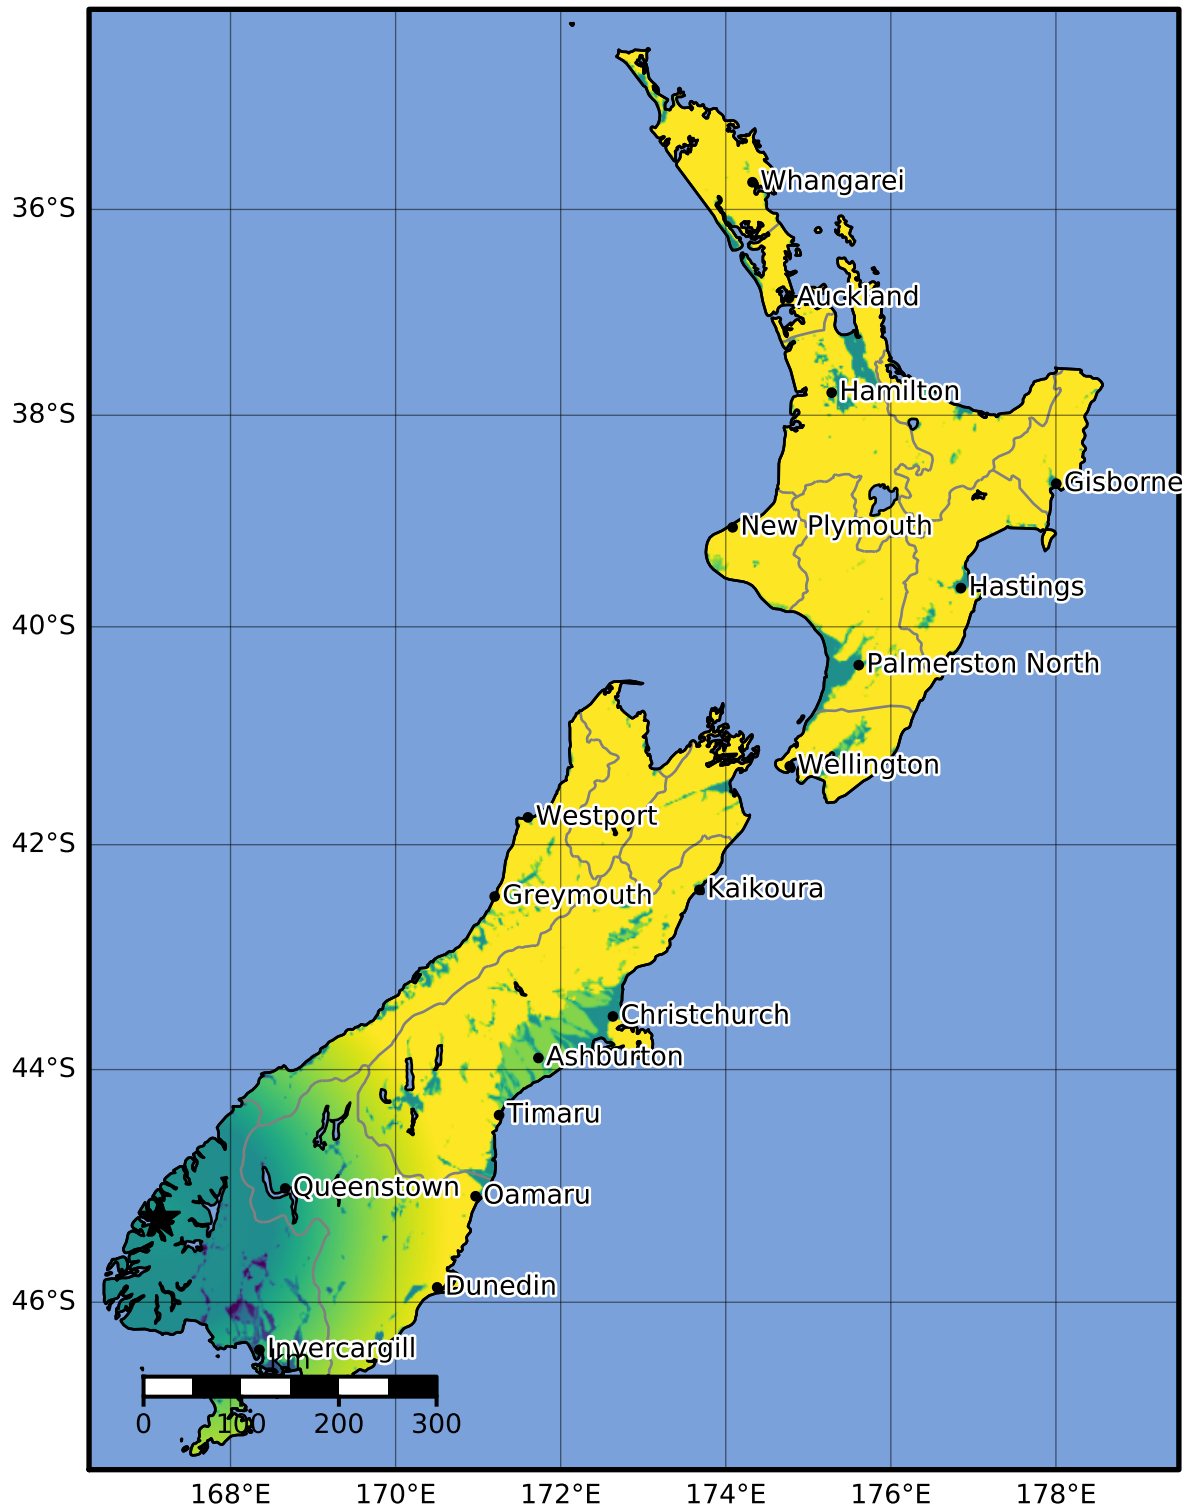 Whangarei
36°S
Auckland
Hamilton
38°S
Gisborne
New Plymouth
Hastings
40°S
Palmerston North
Wellington
Westport
42°S
Kaikoura
Greymouth
Christchurch
Ashburton
44°S
Timaru
Queenstown
Oamaru
Dunedin
46°S
Invercargill
km
0 100 200 300
168°E 170°E 172°E 174°E 176°E 178°E